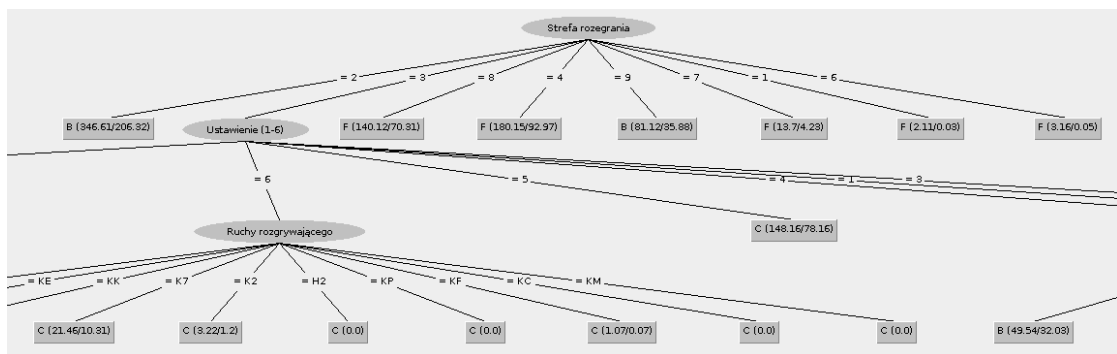 Strefa rozegrania
= 2
= 3
= 8
= 4
= 9
= 7
= 1
= 6
B (346.61/206.32)
Ustawienie (1-6)
F (140.12/70.31)
F (180.15/92.97)
B (81.12/35.88)
F (13.7/4.23)
F (2.11/0.03)
F (3.16/0.05)
= 6
= 5
= 4
= 1
= 3
Ruchy rozgrywającego
C (148.16/78.16)
= KE
= KK
= K7
= K2
= H2
= KP
= KF
= KC
= KM
C (21.46/10.31)
C (3.22/1.2)
C (0.0)
C (0.0)
C (1.07/0.07)
C (0.0)
C (0.0)
B (49.54/32.03)